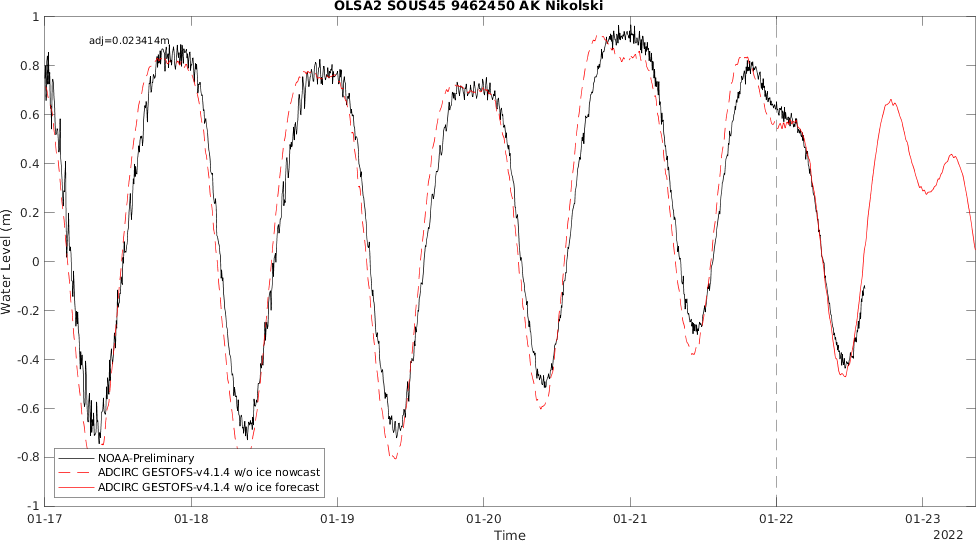 OLSA2 SOUS45 9462450 AK Nikolski
adj=0.023414m
1
0.8
0.6
0.4
0.2
0
-0.2
-0.4
-0.6
-0.8
-1
Water Level (m)
NOAA-Preliminary
ADCIRC GESTOFS-v4.1.4 w/o ice nowcast
ADCIRC GESTOFS-v4.1.4 w/o ice forecast
01-17 01-18 01-19 01-20 01-21 01-22 01-23
Time
2022